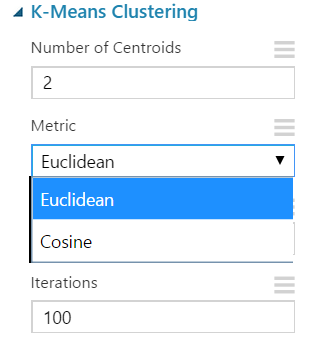 K-Means Clustering
Number of Centroids
2
Metric
Euclidean
Euclidean
Cosine
Iterations
100